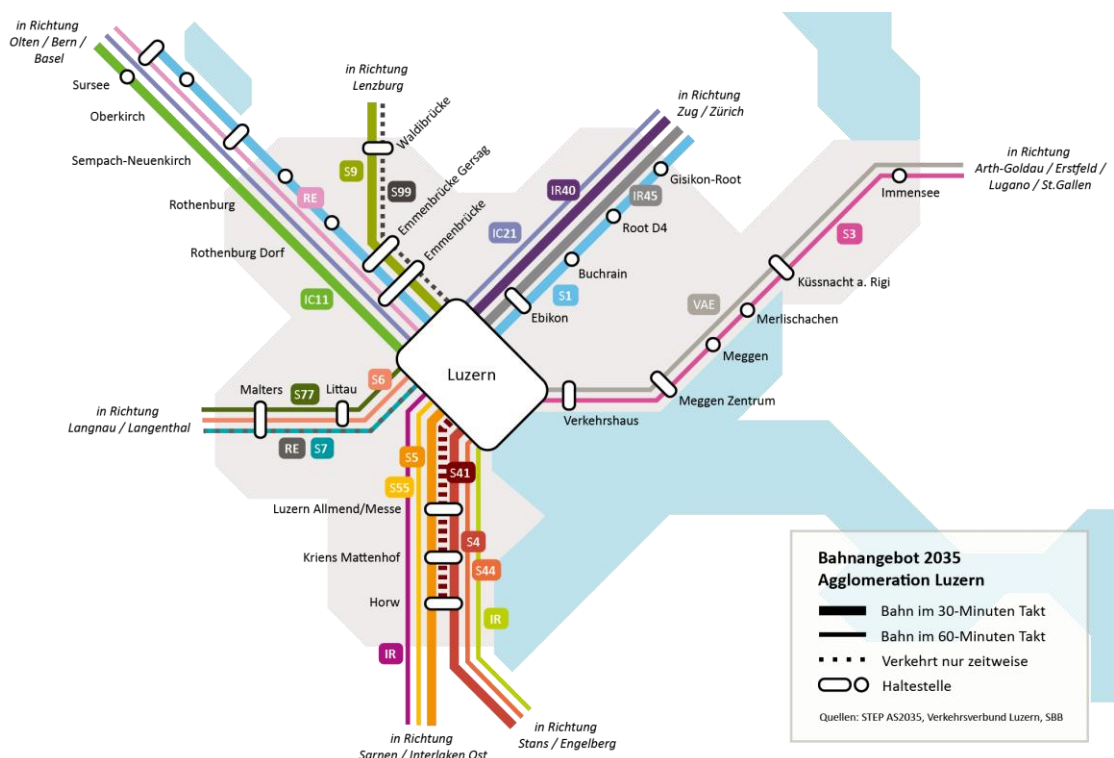 in Richtung
Olten / Bern /
Basel
Sursee
Oberkirch
Sempach-Neuenkirch
Rothenburg
Rothenburg Dorf
RE
IC11
in Richtung
Lenzburg
S9
S99
Waldibrücke
Emmenbrücke Gersag
Emmenbrücke
in Richtung
Zug / Zürich
IR40
IR45
IC21
S1
Gisikon-Root
Root D4
Buchrain
Ebikon
in Richtung
Arth-Goldau / Erstfeld /
Lugano / St.Gallen
Immensee
S3
VAE
Küssnacht a. Rigi
Merlischachen
Meggen
Meggen Zentrum
Verkehrshaus
Luzern
Malters
Littau
S77
S6
in Richtung
Langnau / Langenthal
RE
S7
S5
S55
S41
Luzern Allmend/Messe
Kriens Mattenhof
Horw
S4
S44
IR
IR
in Richtung
Sarnen / Interlaken Ost
in Richtung
Stans / Engelberg
Bahnangebot 2035
Agglomeration Luzern
Bahn im 30-Minuten Takt
Bahn im 60-Minuten Takt
Verkehrt nur zeitweise
Haltestelle
Quellen: STEP AS2035, Verkehrsverbund Luzern, SBB